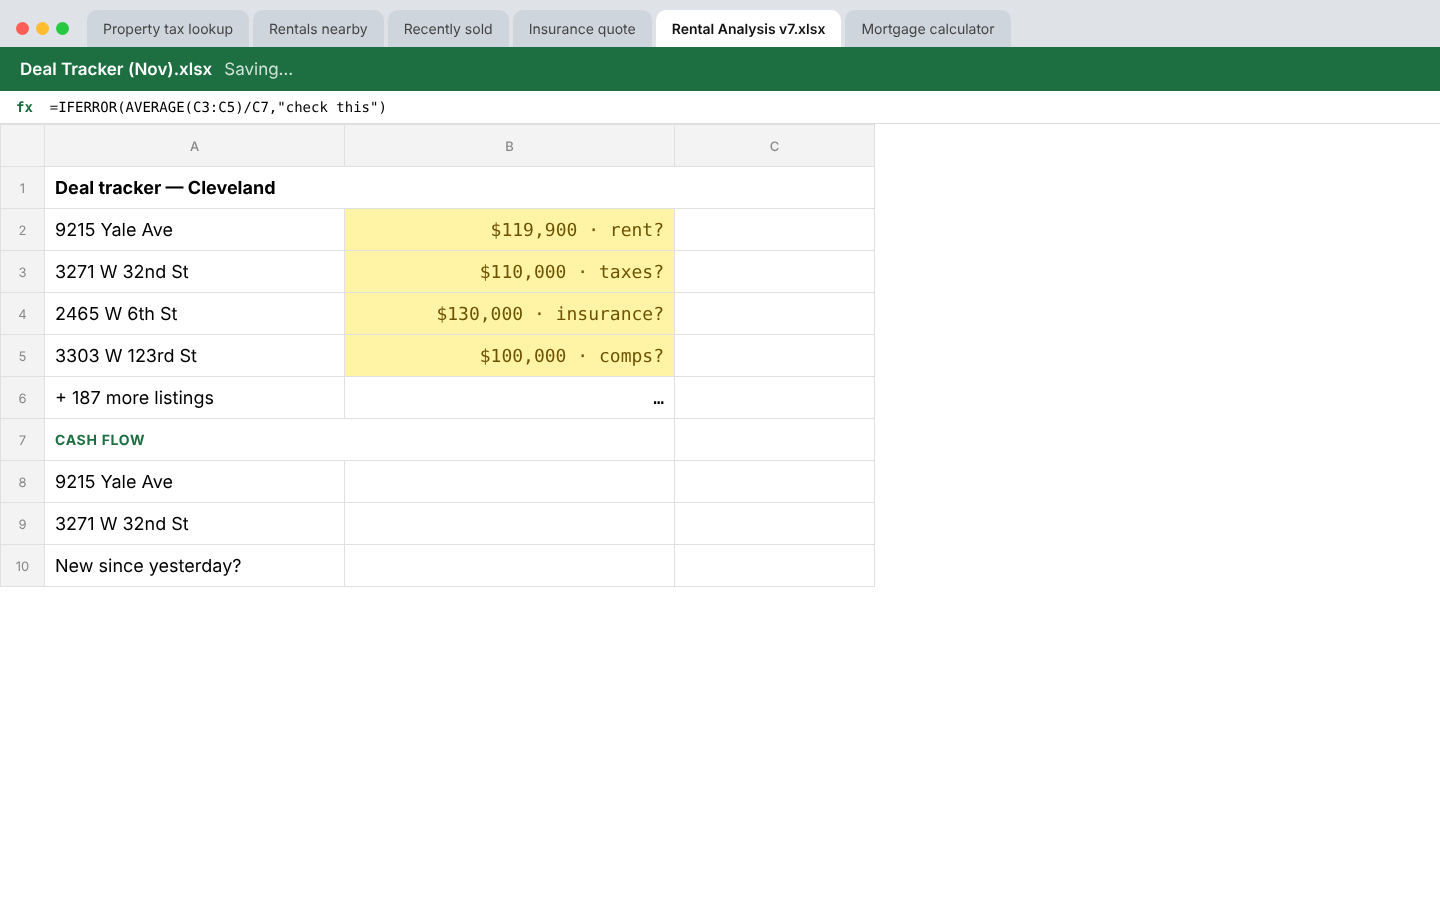 Property tax lookup
Rentals nearby
Recently sold
Insurance quote
Rental Analysis v7.xlsx
Mortgage calculator
Deal Tracker (Nov).xlsx Saving...
fx =IFERROR(AVERAGE(C3:C5)/C7,"check this")
A B C
1 Deal tracker — Cleveland
2 9215 Yale Ave $119,900 · rent?
3 3271 W 32nd St $110,000 · taxes?
4 2465 W 6th St $130,000 · insurance?
5 3303 W 123rd St $100,000 · comps?
6 + 187 more listings …
7 CASH FLOW
8 9215 Yale Ave
9 3271 W 32nd St
10 New since yesterday?